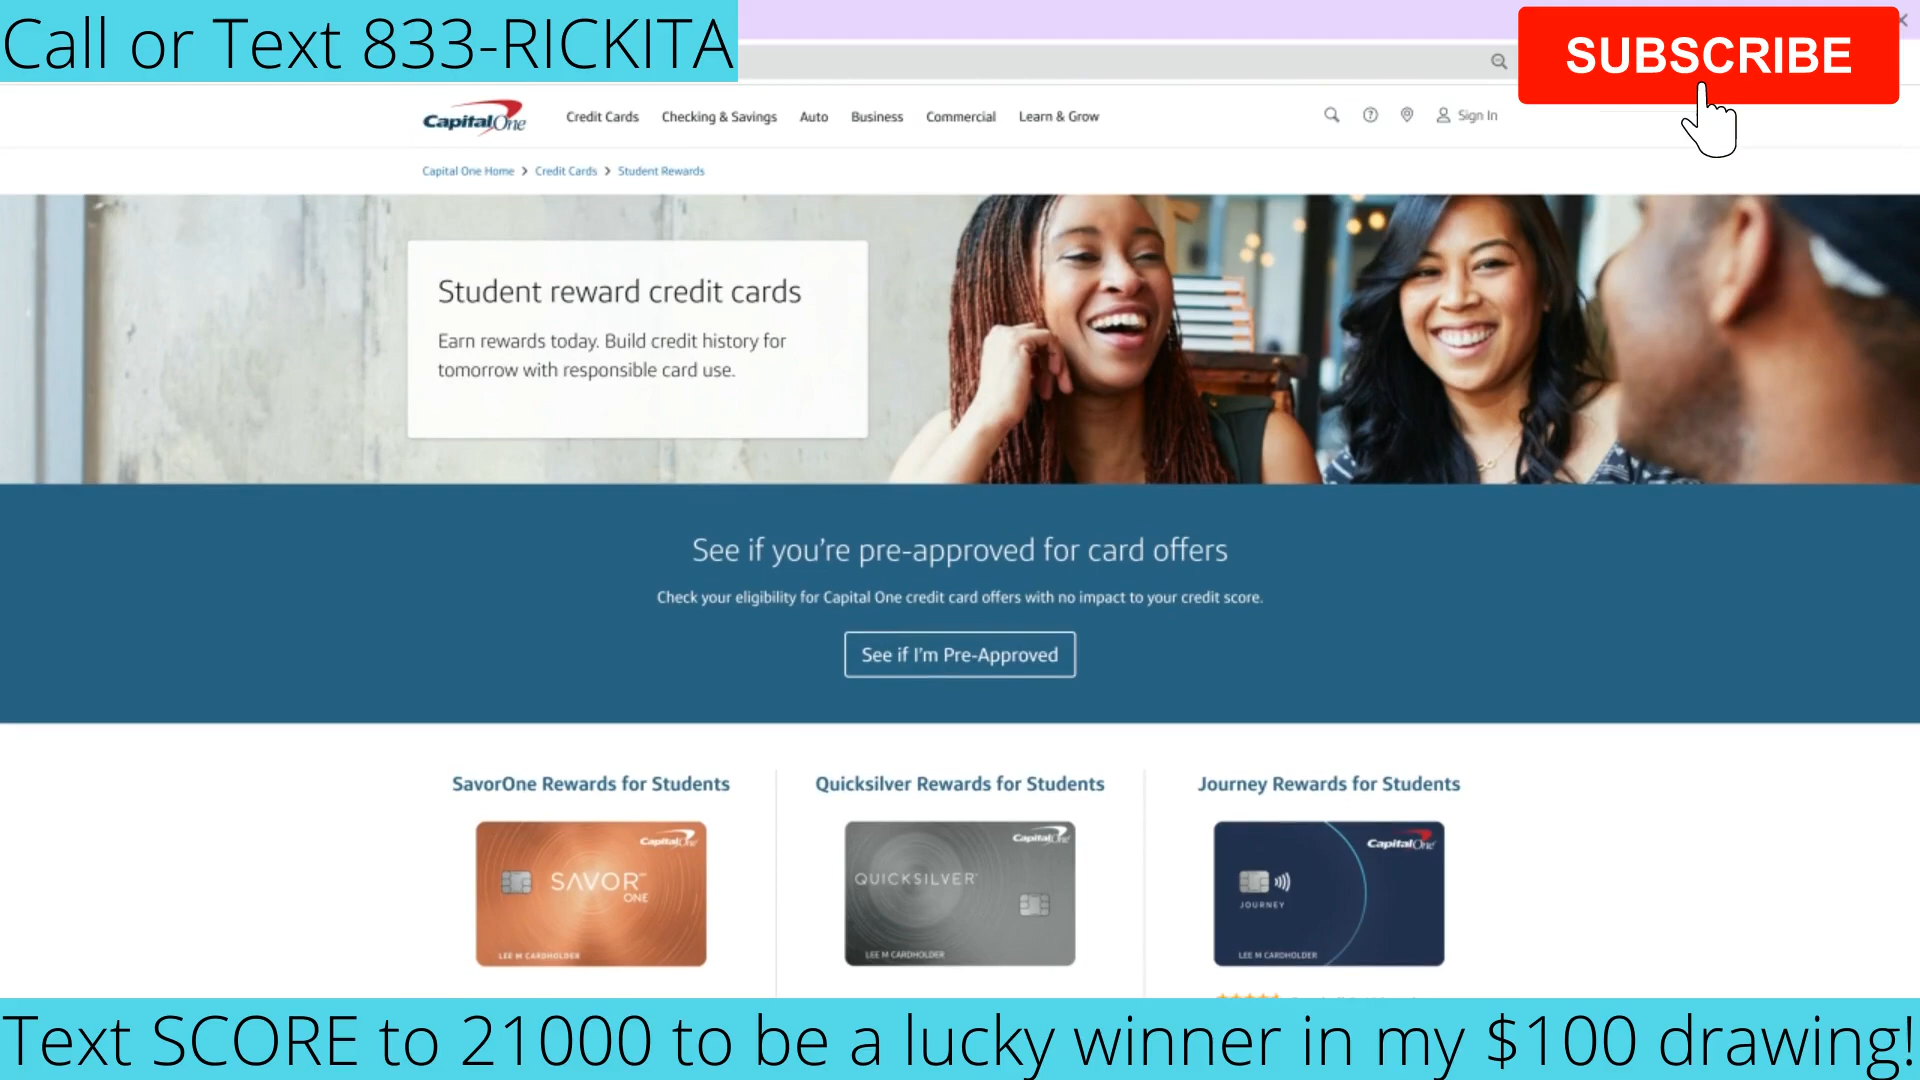 Call or Text 833-RICKITA
SUBSCRIBE
Capital One
Credit Cards
Checking & Savings
Auto
Business
Commercial
Learn & Grow
Sign In
Capital One Home > Credit Cards > Student Rewards
Student reward credit cards
Earn rewards today. Build credit history for
tomorrow with responsible card use.
See if you're pre-approved for card offers
Check your eligibility for Capital One credit card offers with no impact to your credit score.
See if I'm Pre-Approved
SavorOne Rewards for Students
Quicksilver Rewards for Students
Journey Rewards for Students
Capital One
SAVOR
ONE
LEE M CARDHOLDER
Capital One
QUICKSILVER
LEE M CARDHOLDER
Capital One
JOURNEY
LEE M CARDHOLDER
Text SCORE to 21000 to be a lucky winner in my $100 drawing!